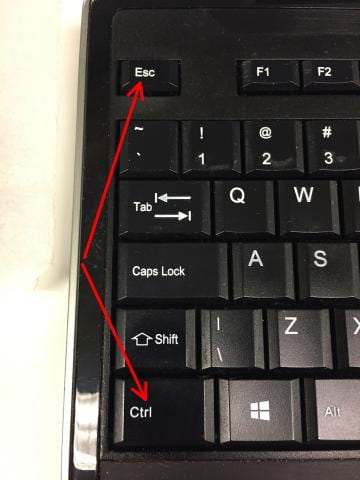 Esc F1 F2
~ ! @ #
` 1 2 3
Tab Q W
Caps Lock A S
Shift | Z X
\
Ctrl Alt